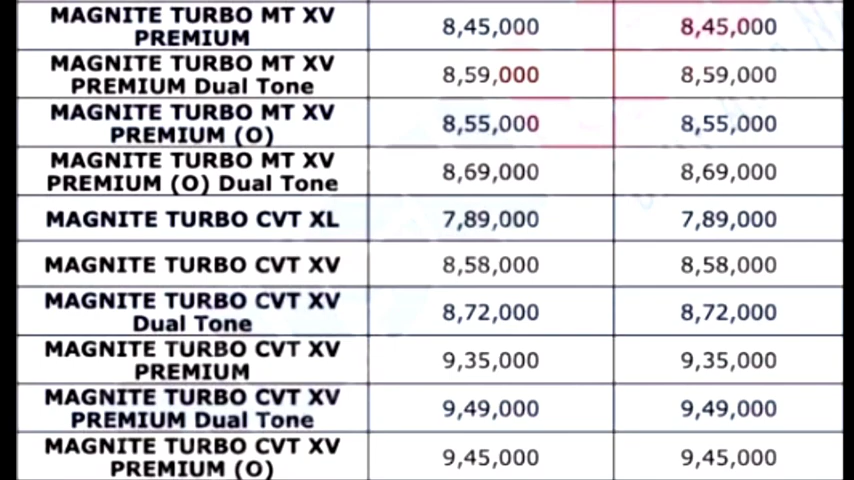 MAGNITE TURBO MT XV
PREMIUM 8,45,000 8,45,000
MAGNITE TURBO MT XV
PREMIUM Dual Tone 8,59,000 8,59,000
MAGNITE TURBO MT XV
PREMIUM (O) 8,55,000 8,55,000
MAGNITE TURBO MT XV
PREMIUM (O) Dual Tone 8,69,000 8,69,000
MAGNITE TURBO CVT XL 7,89,000 7,89,000
MAGNITE TURBO CVT XV 8,58,000 8,58,000
MAGNITE TURBO CVT XV
Dual Tone 8,72,000 8,72,000
MAGNITE TURBO CVT XV
PREMIUM 9,35,000 9,35,000
MAGNITE TURBO CVT XV
PREMIUM Dual Tone 9,49,000 9,49,000
MAGNITE TURBO CVT XV
PREMIUM (O) 9,45,000 9,45,000